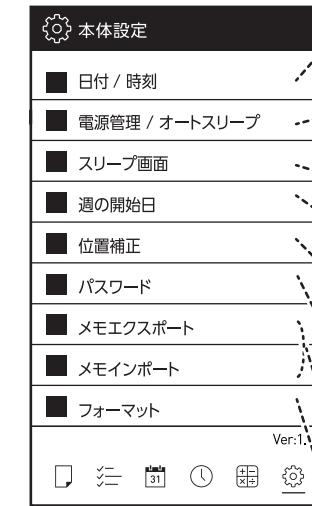 本体設定
日付 / 時刻
電源管理 / オートスリープ
スリープ画面
週の開始日
位置補正
パスワード
メモエクスポート
メモインポート
フォーマット
Ver:1.
31